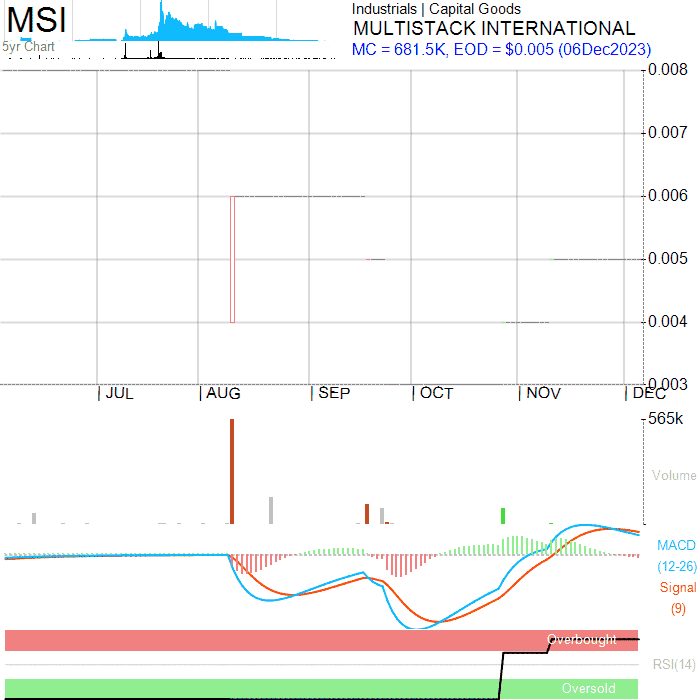 MSI
5yr Chart
Industrials | Capital Goods
MULTISTACK INTERNATIONAL
MC = 681.5K, EOD = $0.005 (06Dec2023)
0.008
0.007
0.006
0.005
0.004
0.003
JUL AUG SEP OCT NOV DEC
565k
Volume
MACD
(12-26)
Signal
(9)
Overbought
RSI(14)
Oversold